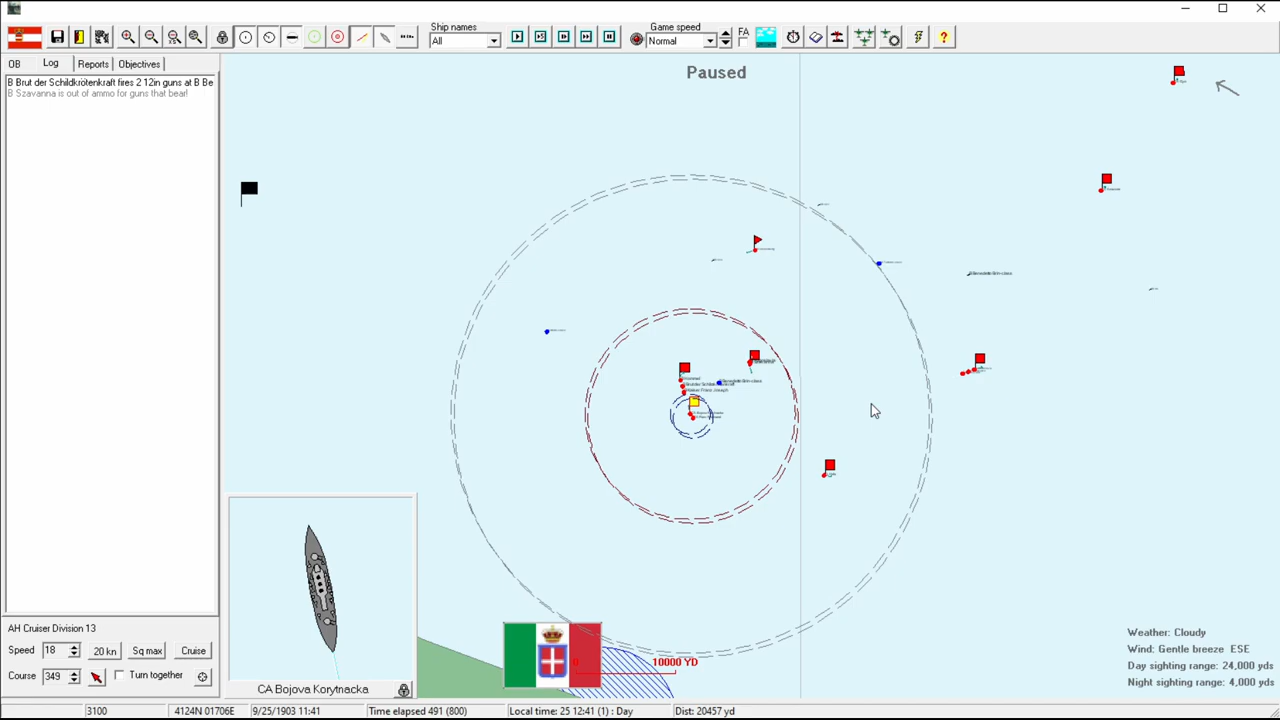 Ship names
Game speed
All
Normal
FA
OB
Log
Reports
Objectives
B Brut der Schildkrötenkraft fires 2 12in guns at B Be
B Szavanna is out of ammo for guns that bear!
Paused
AH Cruiser Division 13
Speed
18
20 kn
Sq max
Cruise
Course
349
Turn together
CA Bojova Korytnacka
0
10000 YD
Weather: Cloudy
Wind: Gentle breeze ESE
Day sighting range: 24,000 yds
Night sighting range: 4,000 yds
3100
4124N 01706E
9/25/1903 11:41
Time elapsed 491 (800)
Local time: 25 12:41 (1) : Day
Dist: 20457 yd